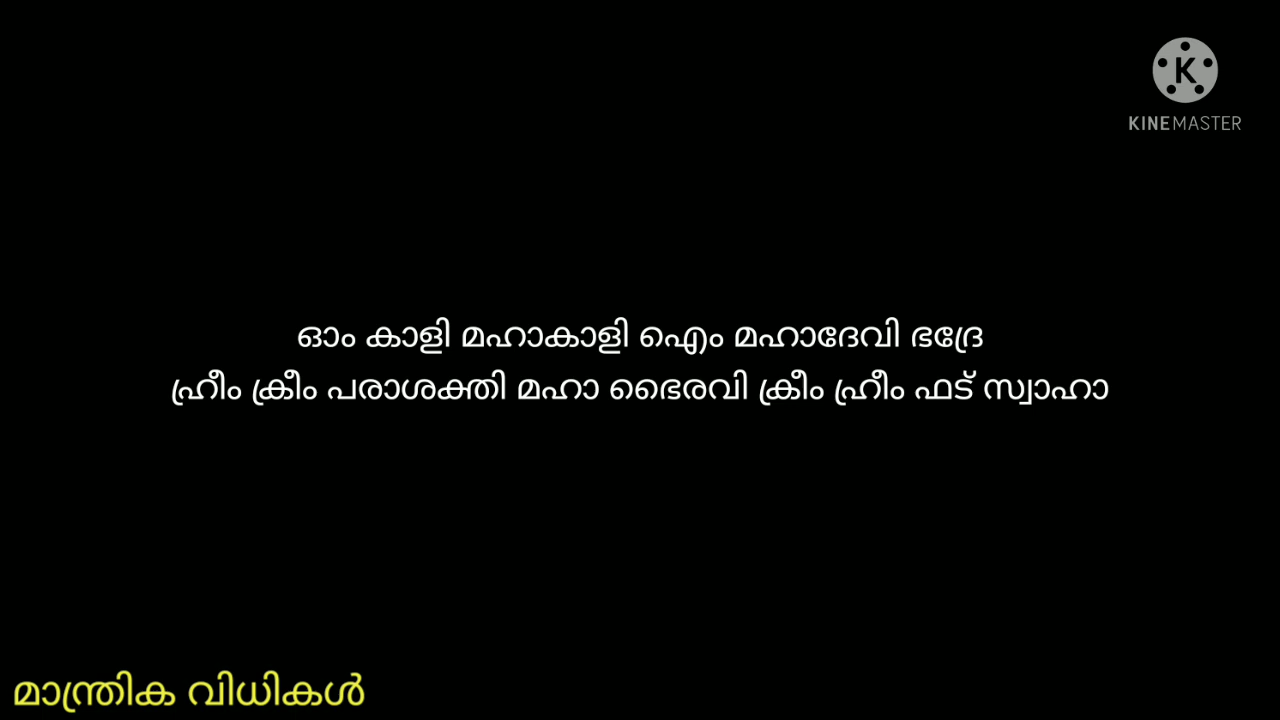 K
KINEMASTER
ഓം കാളി മഹാകാളി ഐം മഹാദേവി ഭദ്രേ
ഹ്രീം ക്രീം പരാശക്തി മഹാ ഭൈരവി ക്രീം ഹ്രീം ഫട് സ്വാഹാ
മാന്ത്രിക വിധികൾ